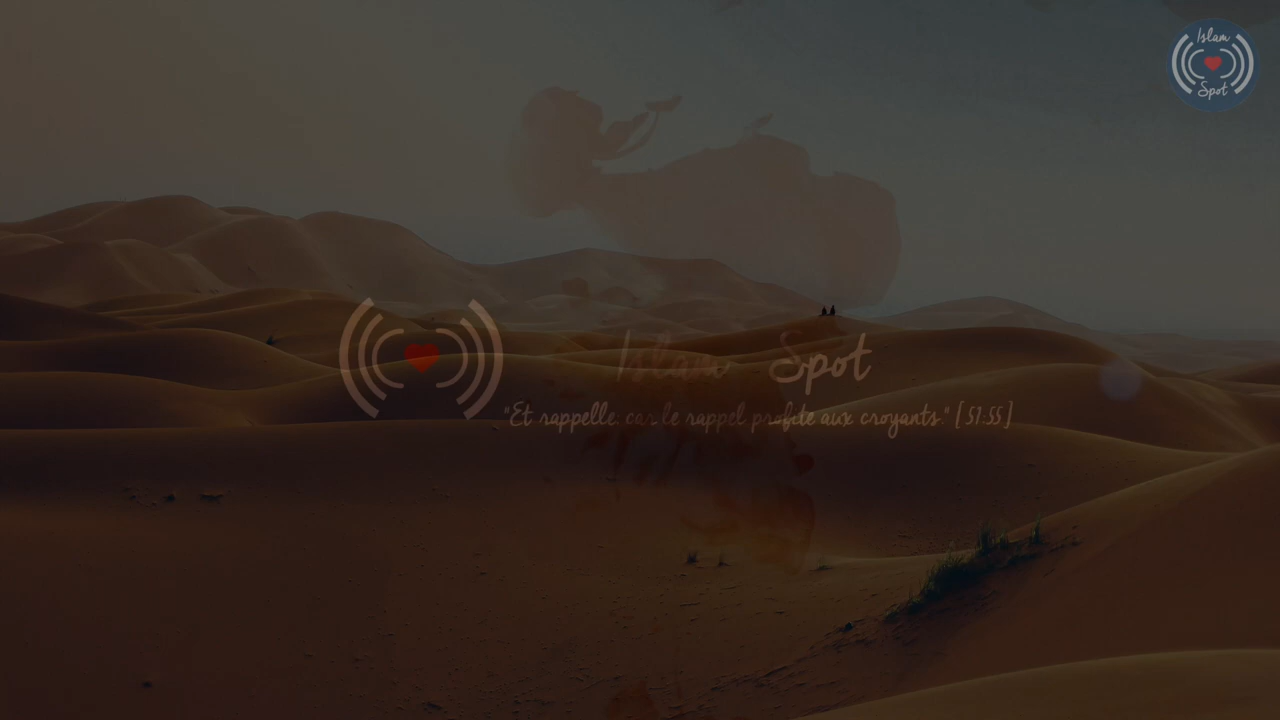 Islam
Spot
Islam Spot
"Et rappelle: car le rappel profite aux croyants." [51:55]